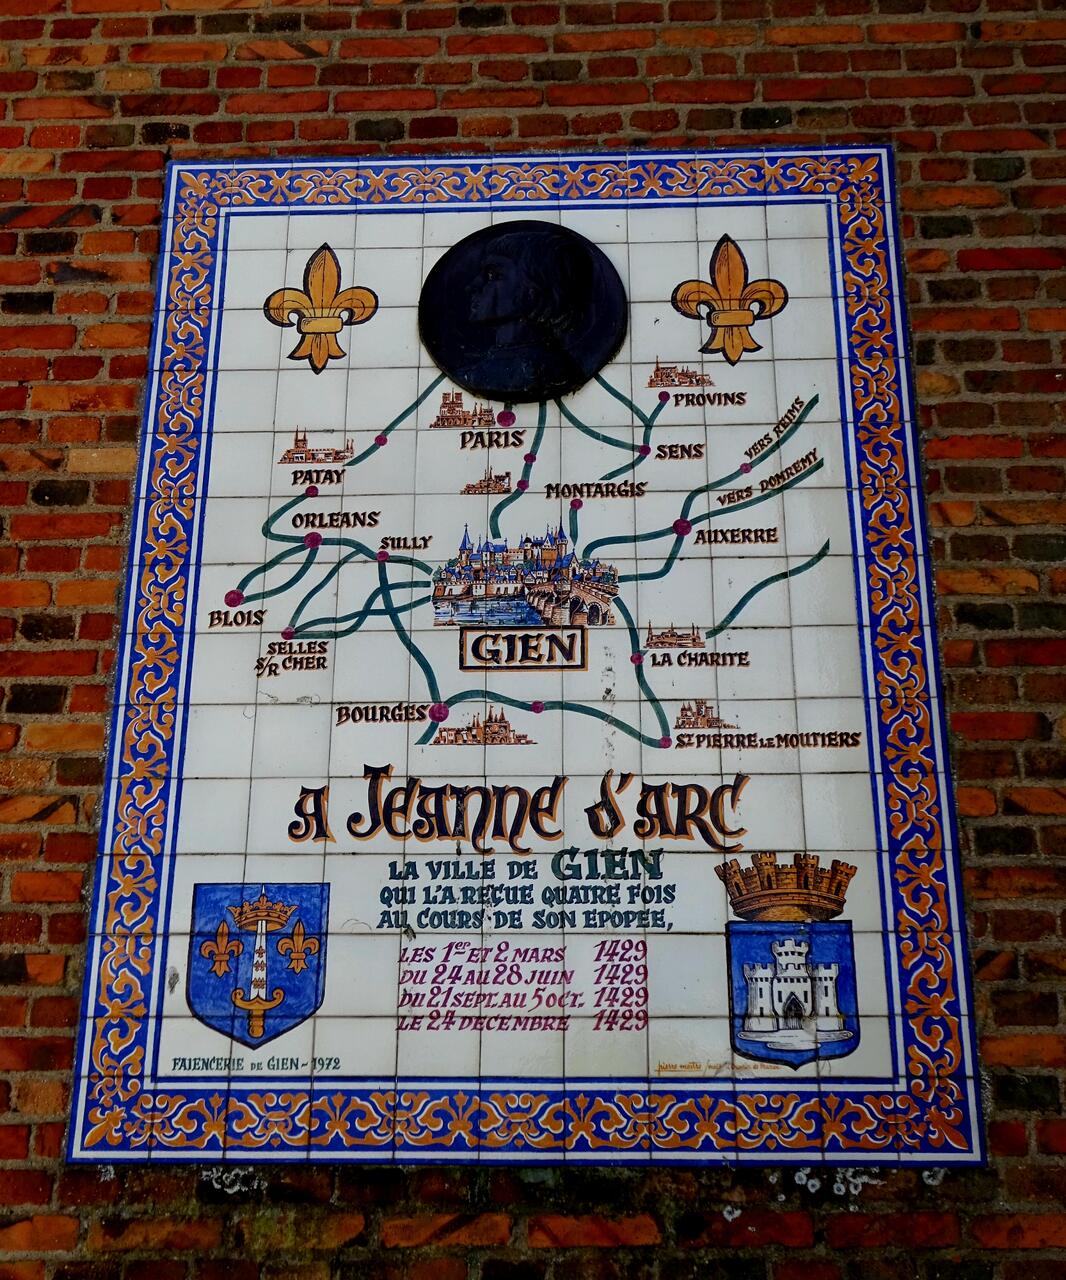 PROVINS
PARIS
SENS
VERS REIMS
PATAY
VERS DOMREMY
MONTARGIS
ORLEANS
AUXERRE
SULLY
BLOIS
GIEN
SELLES
S/R CHER
LA CHARITE
BOURGES
ST PIERRE LE MOUTIERS
A JEANNE d'ARC
LA VILLE DE GIEN
QUI L'A REÇUE QUATRE FOIS
AU COURS DE SON EPOPEE,
LES 1er ET 2 MARS 1429
DU 24 AU 28 JUIN 1429
DU 21 SEPT. AU 5 OCT. 1429
LE 24 DECEMBRE 1429
FAIENCERIE DE GIEN - 1972